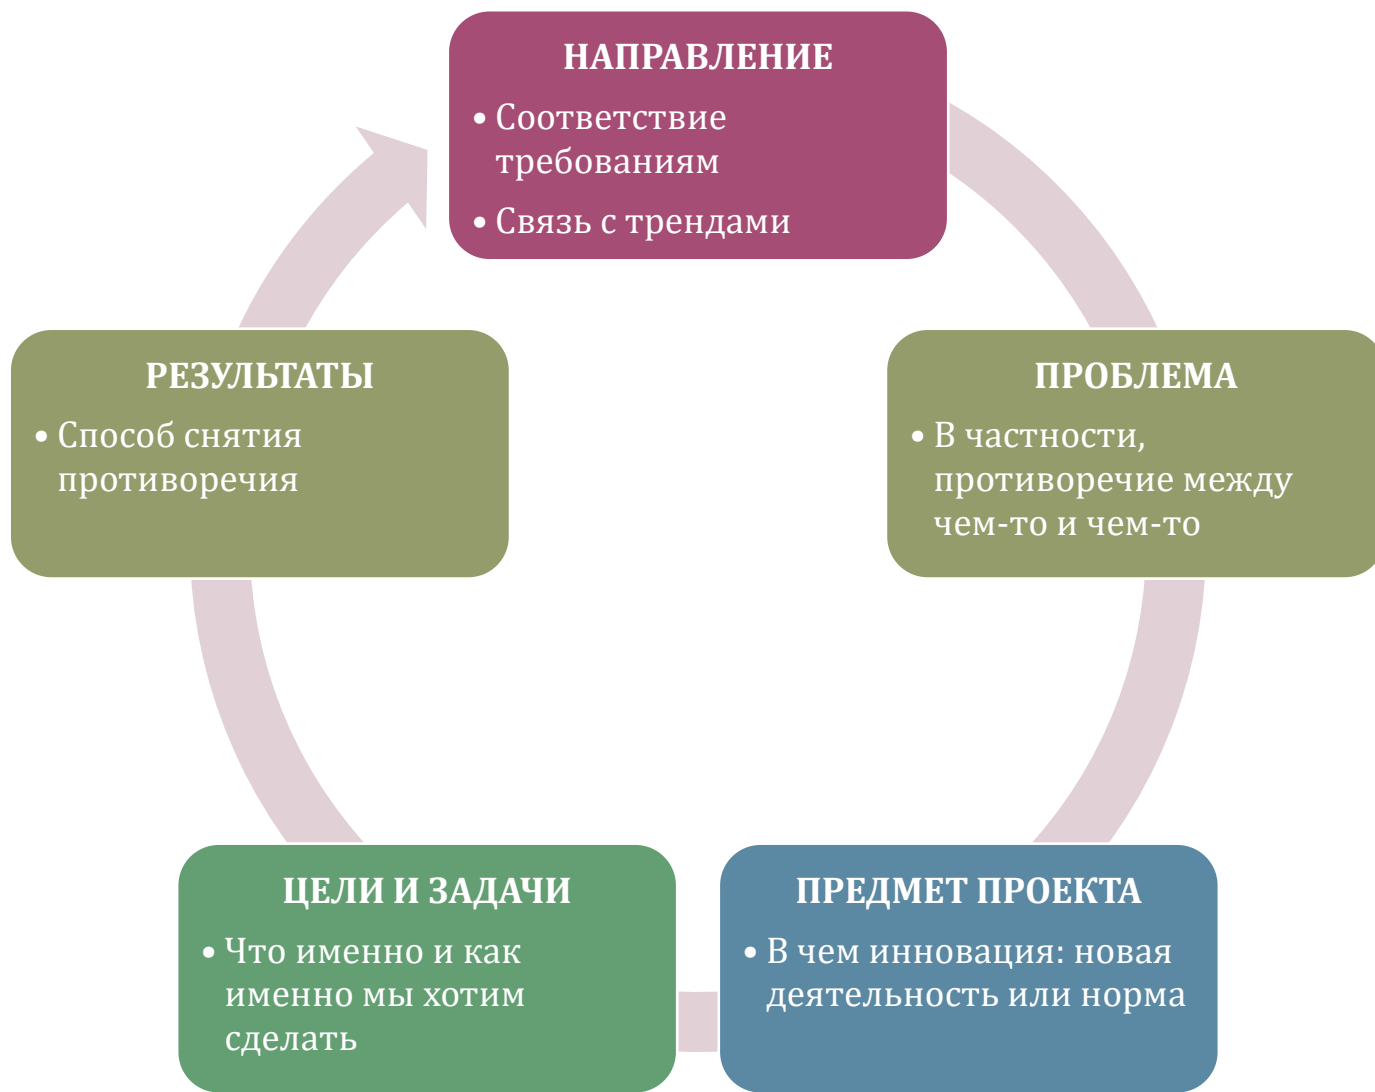 НАПРАВЛЕНИЕ
• Соответствие
требованиям
• Связь с трендами
ПРОБЛЕМА
• В частности,
противоречие между
чем-то и чем-то
ПРЕДМЕТ ПРОЕКТА
• В чем инновация: новая
деятельность или норма
ЦЕЛИ И ЗАДАЧИ
• Что именно и как
именно мы хотим
сделать
РЕЗУЛЬТАТЫ
• Способ снятия
противоречия